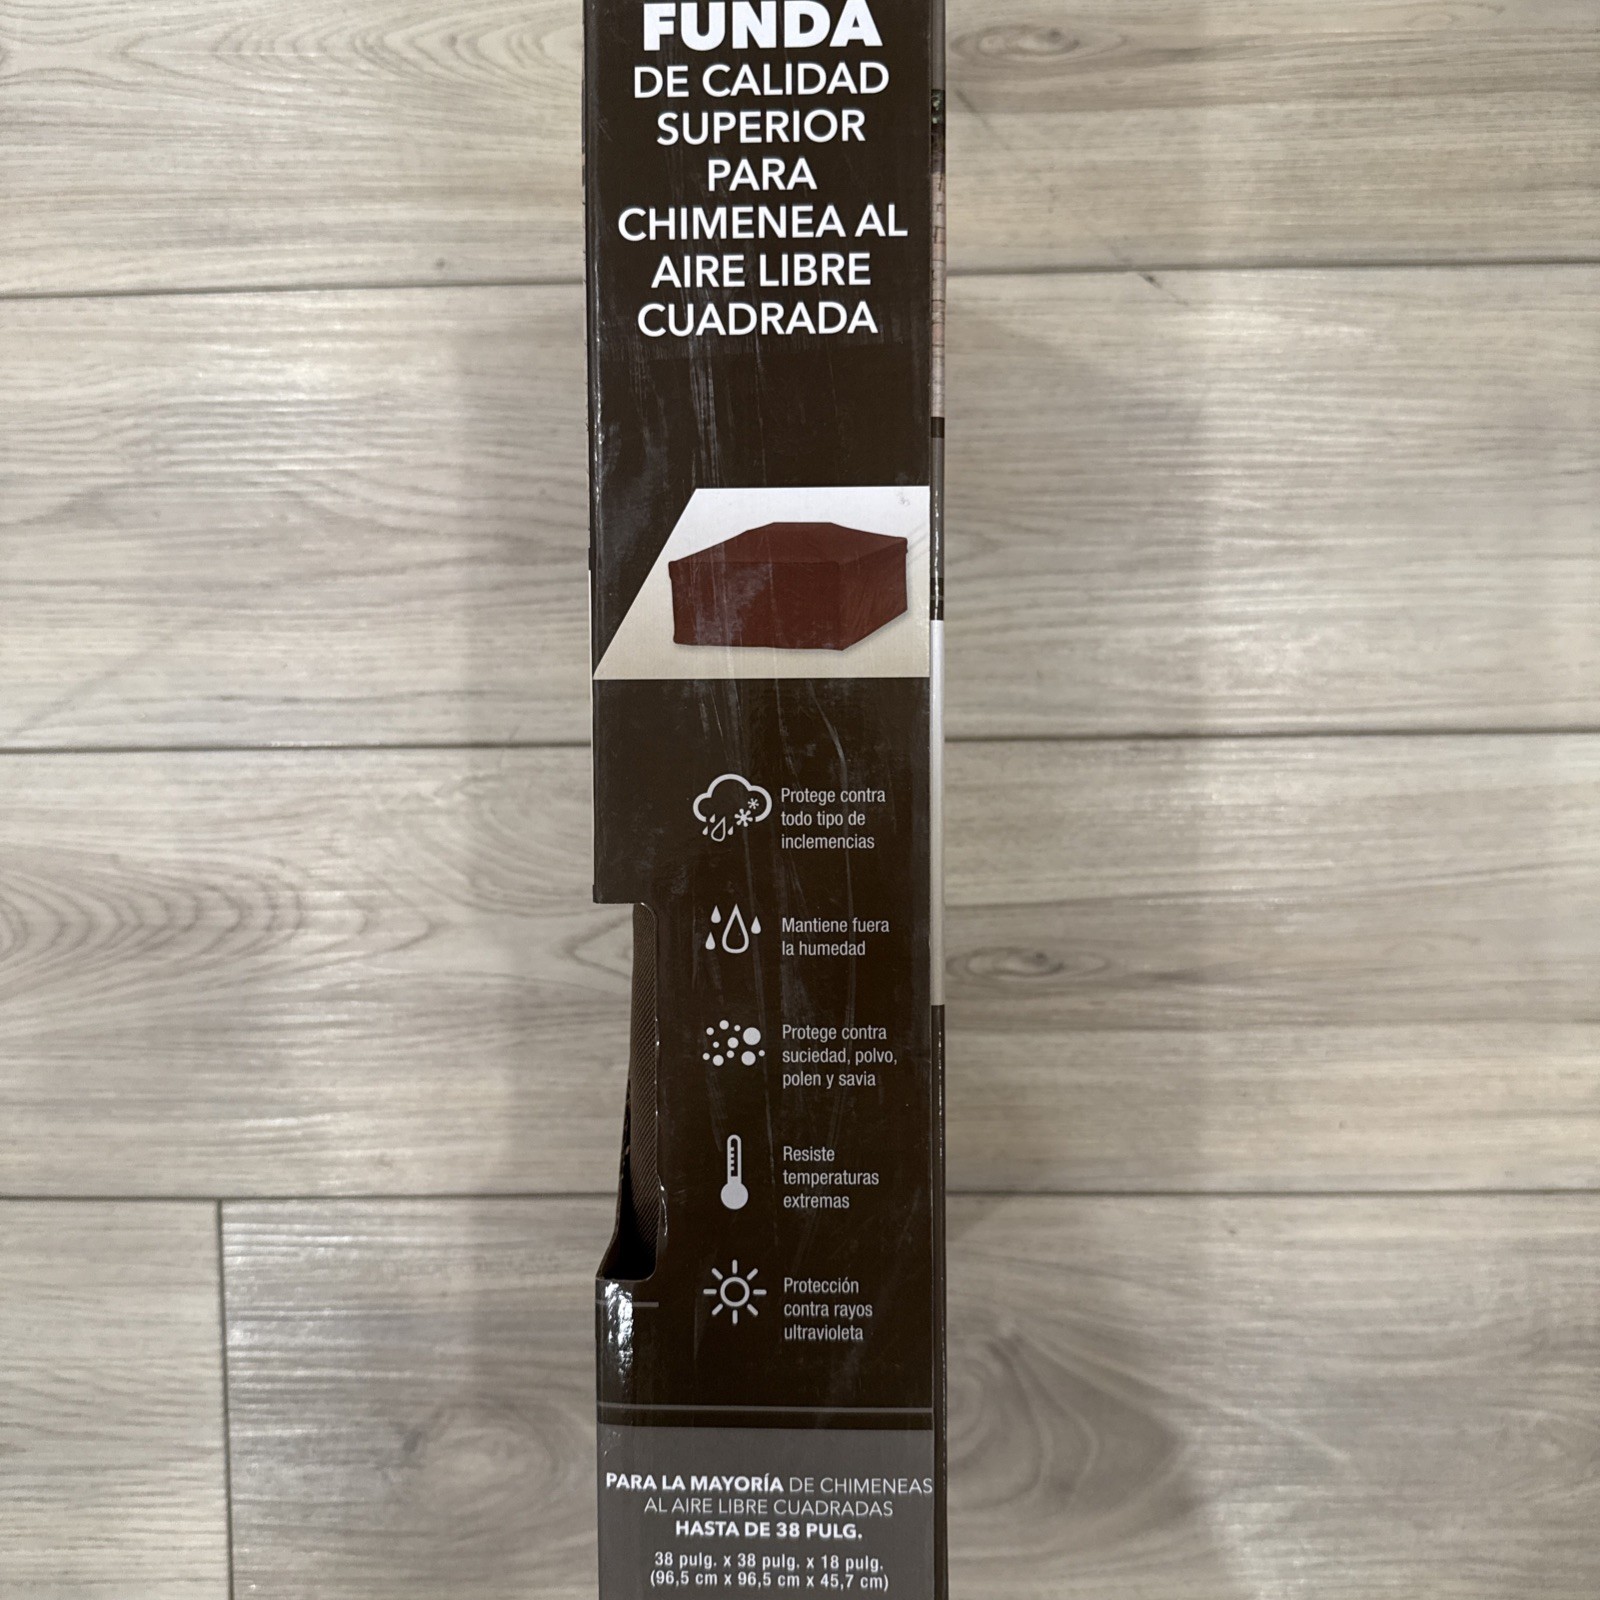 FUNDA
DE CALIDAD
SUPERIOR
PARA
CHIMENEA AL
AIRE LIBRE
CUADRADA
Protege contra
todo tipo de
inclemencias
Mantiene fuera
la humedad
Protege contra
suciedad, polvo,
polen y savia
Resiste
temperaturas
extremas
Protección
contra rayos
ultravioleta
PARA LA MAYORÍA DE CHIMENEAS
AL AIRE LIBRE CUADRADAS
HASTA DE 38 PULG.
38 pulg. x 38 pulg. x 18 pulg.
(96,5 cm x 96,5 cm x 45,7 cm)